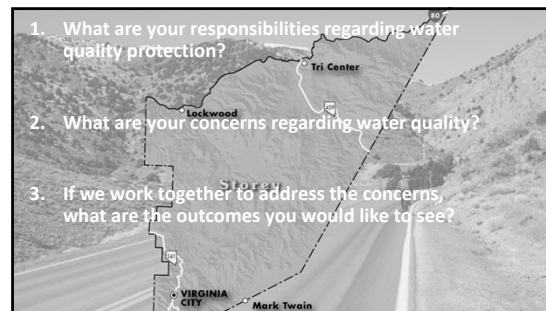 1. What are your responsibilities regarding water
quality protection?
80
Tri Center
Lockwood
2. What are your concerns regarding water quality?
Storey
3. If we work together to address the concerns,
what are the outcomes you would like to see?
341
VIRGINIA
CITY
Mark Twain